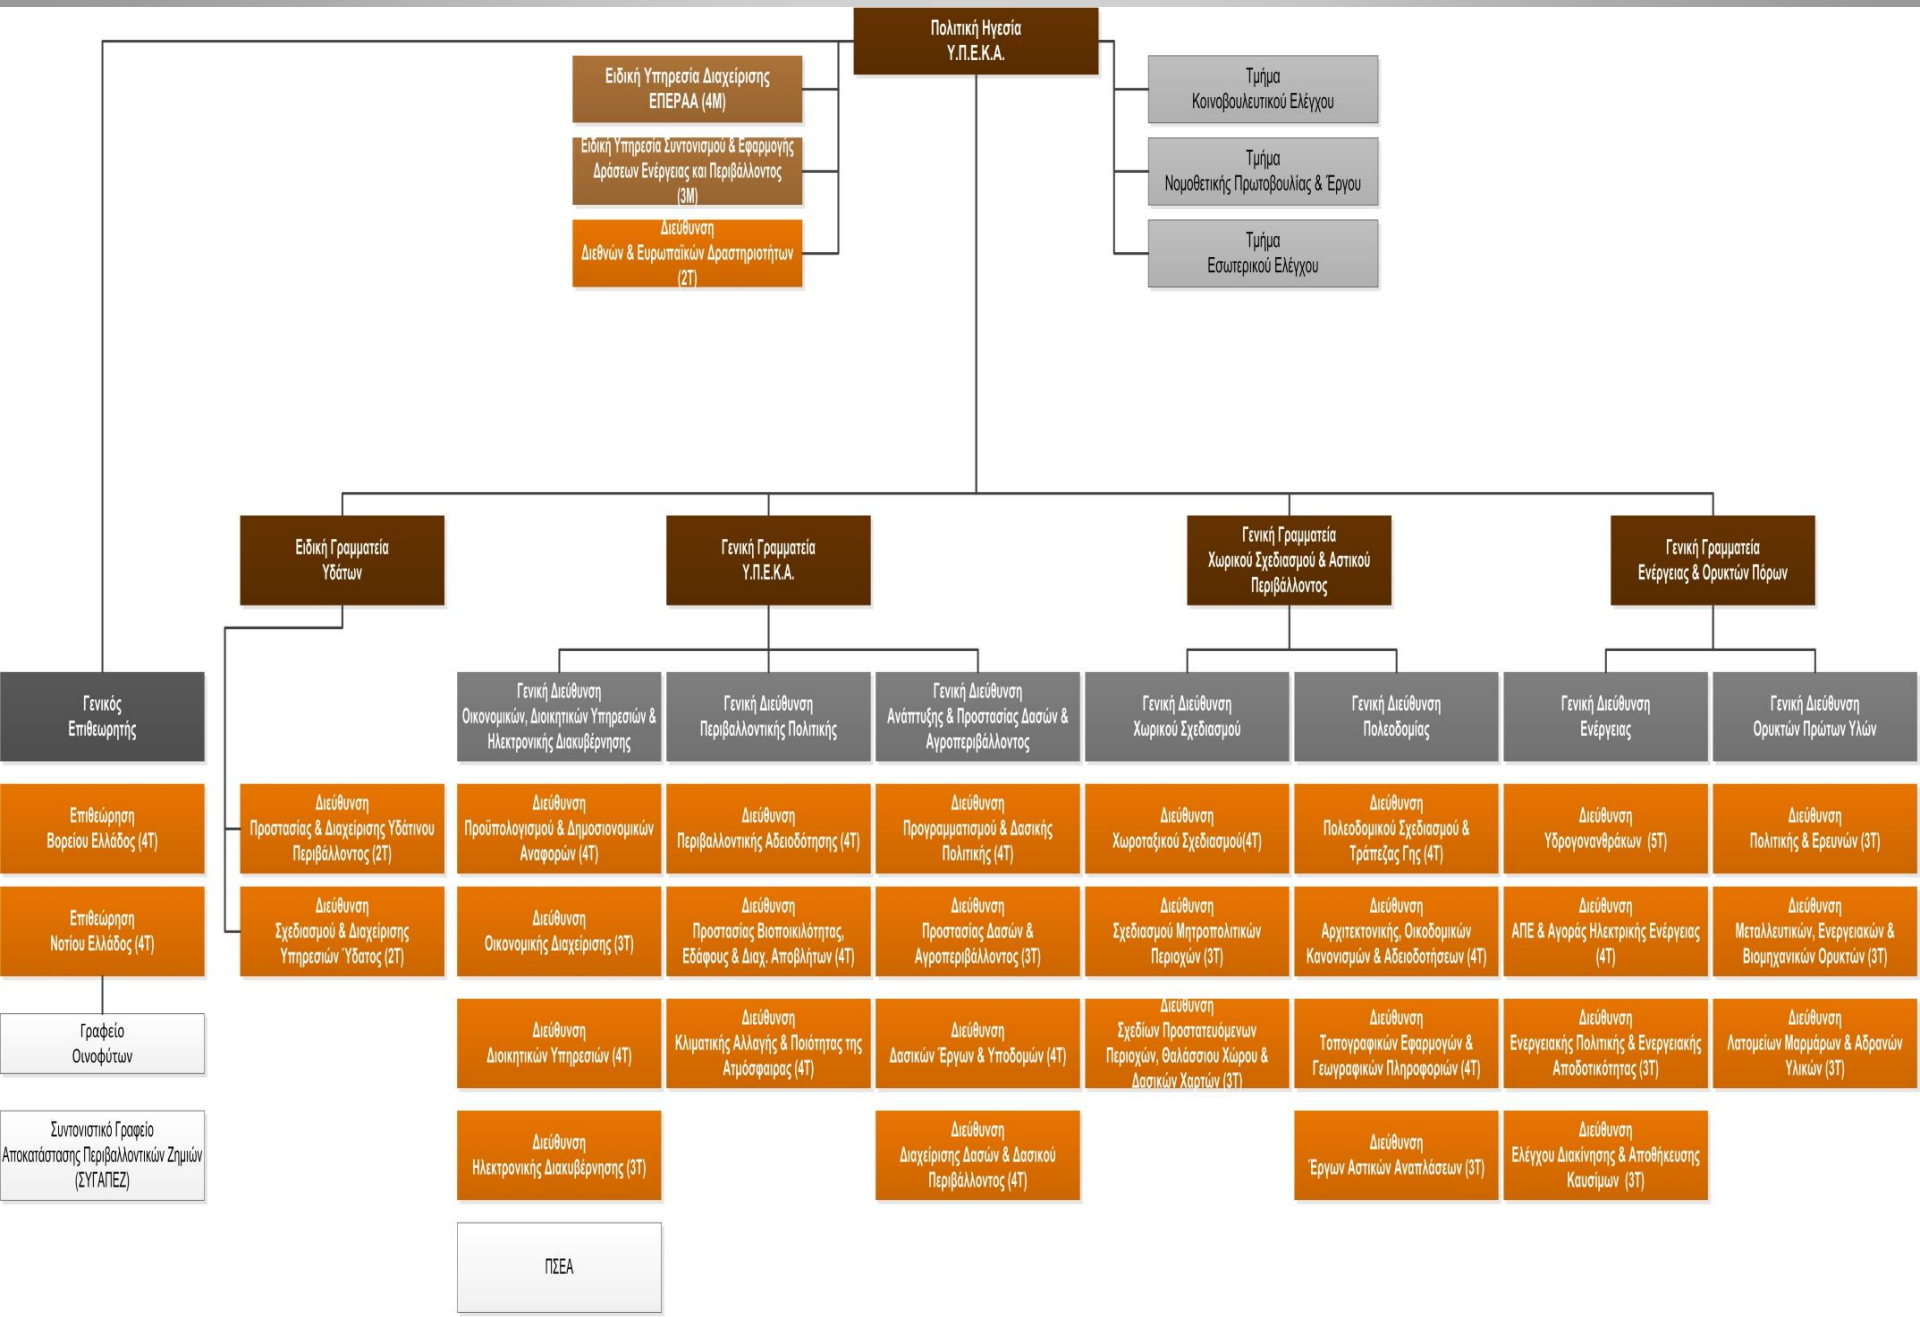 Πολιτική Ηγεσία
Υ.Π.Ε.Κ.Α.
Ειδική Υπηρεσία Διαχείρισης
ΕΠΕΡΑΑ (4Μ)
Ειδική Υπηρεσία Συντονισμού & Εφαρμογής
Δράσεων Ενέργειας και Περιβάλλοντος
(3Μ)
Διεύθυνση
Διεθνών & Ευρωπαϊκών Δραστηριοτήτων
(2Τ)
Τμήμα
Κοινοβουλευτικού Ελέγχου
Τμήμα
Νομοθετικής Πρωτοβουλίας & Έργου
Τμήμα
Εσωτερικού Ελέγχου
Ειδική Γραμματεία
Υδάτων
Γενική Γραμματεία
Υ.Π.Ε.Κ.Α.
Γενική Γραμματεία
Χωρικού Σχεδιασμού & Αστικού
Περιβάλλοντος
Γενική Γραμματεία
Ενέργειας & Ορυκτών Πόρων
Γενικός
Επιθεωρητής
Γενική Διεύθυνση
Οικονομικών, Διοικητικών Υπηρεσιών &
Ηλεκτρονικής Διακυβέρνησης
Γενική Διεύθυνση
Περιβαλλοντικής Πολιτικής
Γενική Διεύθυνση
Ανάπτυξης & Προστασίας Δασών &
Αγροπεριβάλλοντος
Γενική Διεύθυνση
Χωρικού Σχεδιασμού
Γενική Διεύθυνση
Πολεοδομίας
Γενική Διεύθυνση
Ενέργειας
Γενική Διεύθυνση
Ορυκτών Πρώτων Υλών
Επιθεώρηση
Βορείου Ελλάδος (4Τ)
Διεύθυνση
Προστασίας & Διαχείρισης Υδάτινου
Περιβάλλοντος (2Τ)
Διεύθυνση
Προϋπολογισμού & Δημοσιονομικών
Αναφορών (4Τ)
Διεύθυνση
Περιβαλλοντικής Αδειοδότησης (4Τ)
Διεύθυνση
Προγραμματισμού & Δασικής
Πολιτικής (4Τ)
Διεύθυνση
Χωροταξικού Σχεδιασμού(4Τ)
Διεύθυνση
Πολεοδομικού Σχεδιασμού &
Τράπεζας Γης (4Τ)
Διεύθυνση
Υδρογονανθράκων (5Τ)
Διεύθυνση
Πολιτικής & Ερευνών (3Τ)
Επιθεώρηση
Νοτίου Ελλάδος (4Τ)
Διεύθυνση
Σχεδιασμού & Διαχείρισης
Υπηρεσιών Ύδατος (2Τ)
Διεύθυνση
Οικονομικής Διαχείρισης (3Τ)
Διεύθυνση
Προστασίας Βιοποικιλότητας,
Εδάφους & Διαχ. Αποβλήτων (4Τ)
Διεύθυνση
Προστασίας Δασών &
Αγροπεριβάλλοντος (3Τ)
Διεύθυνση
Σχεδιασμού Μητροπολιτικών
Περιοχών (3Τ)
Διεύθυνση
Αρχιτεκτονικής, Οικοδομικών
Κανονισμών & Αδειοδοτήσεων (4Τ)
Διεύθυνση
ΑΠΕ & Αγοράς Ηλεκτρικής Ενέργειας
(4Τ)
Διεύθυνση
Μεταλλευτικών, Ενεργειακών &
Βιομηχανικών Ορυκτών (3Τ)
Γραφείο
Οινοφύτων
Διεύθυνση
Διοικητικών Υπηρεσιών (4Τ)
Διεύθυνση
Κλιματικής Αλλαγής & Ποιότητας της
Ατμόσφαιρας (4Τ)
Διεύθυνση
Δασικών Έργων & Υποδομών (4Τ)
Διεύθυνση
Σχεδίων Προστατευόμενων
Περιοχών, Θαλάσσιου Χώρου &
Δασικών Χαρτών (3Τ)
Διεύθυνση
Τοπογραφικών Εφαρμογών &
Γεωγραφικών Πληροφοριών (4Τ)
Διεύθυνση
Ενεργειακής Πολιτικής & Ενεργειακής
Αποδοτικότητας (3Τ)
Διεύθυνση
Λατομείων Μαρμάρων & Αδρανών
Υλικών (3Τ)
Συντονιστικό Γραφείο
Αποκατάστασης Περιβαλλοντικών Ζημιών
(ΣΥΓΑΠΕΖ)
Διεύθυνση
Ηλεκτρονικής Διακυβέρνησης (3Τ)
Διεύθυνση
Διαχείρισης Δασών & Δασικού
Περιβάλλοντος (4Τ)
Διεύθυνση
Έργων Αστικών Αναπλάσεων (3Τ)
Διεύθυνση
Ελέγχου Διακίνησης & Αποθήκευσης
Καυσίμων (3Τ)
ΠΣΕΑ